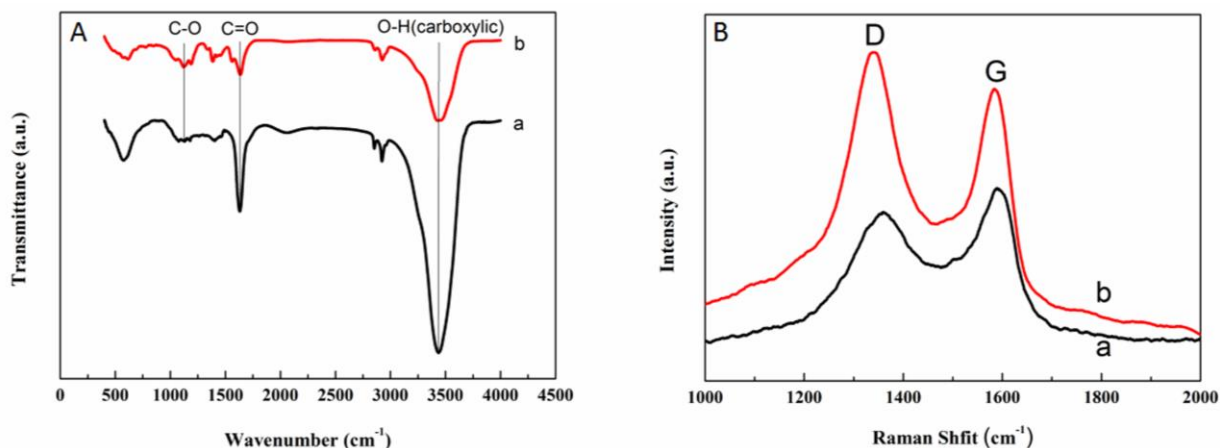 A
C-O
C=O
O-H(carboxylic)
b
a
Transmittance (a.u.)
0 500 1000 1500 2000 2500 3000 3500 4000 4500
Wavenumber (cm-1)
B
D
G
b
a
Intensity (a.u.)
1000 1200 1400 1600 1800 2000
Raman Shfit (cm-1)